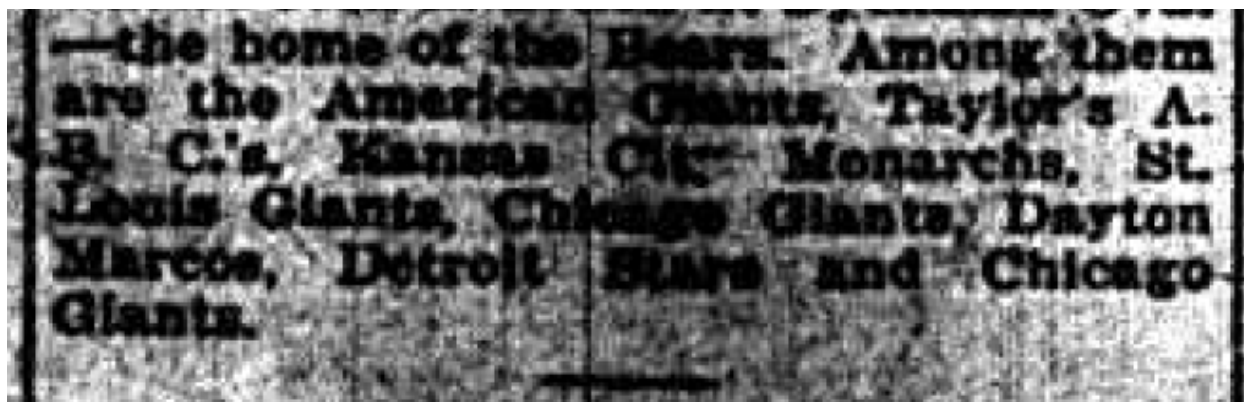 —the home of the Bears. Among them
are the American Giants, Taylor's A.
B. C.'s, Kansas City Monarchs, St.
Louis Giants, Chicago Giants, Dayton
Marcos, Detroit Stars and Chicago
Giants.